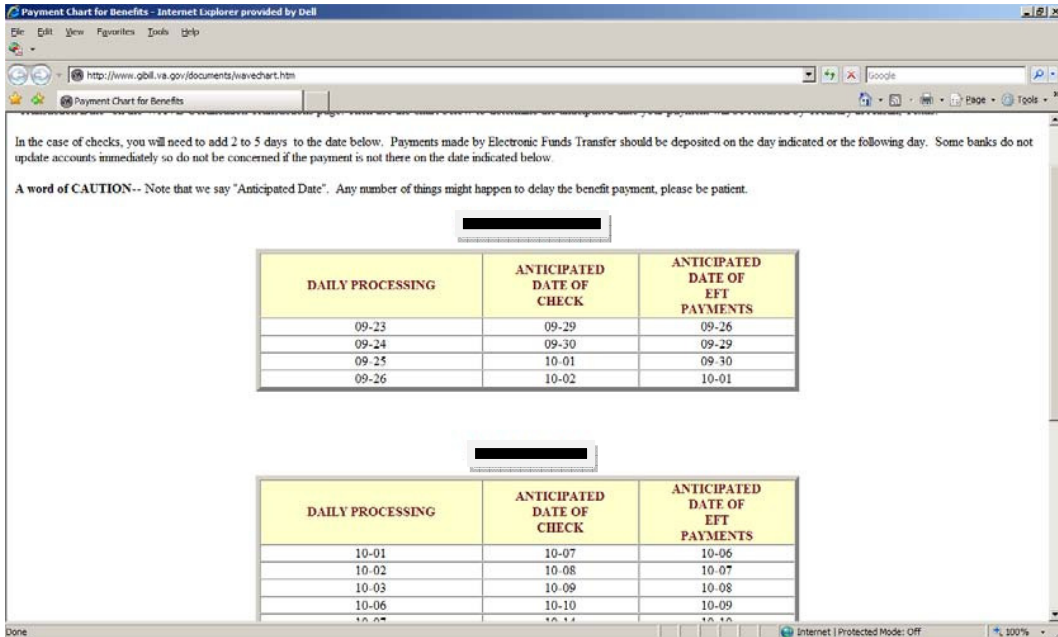 Payment Chart for Benefits - Internet Explorer provided by Dell
File Edit View Favorites Tools Help
http://www.gibill.va.gov/documents/wavechart.htm
Google
Payment Chart for Benefits
Page
Tools
In the case of checks, you will need to add 2 to 5 days to the date below. Payments made by Electronic Funds Transfer should be deposited on the day indicated or the following day. Some banks do not
update accounts immediately so do not be concerned if the payment is not there on the date indicated below.
A word of CAUTION-- Note that we say "Anticipated Date". Any number of things might happen to delay the benefit payment, please be patient.
DAILY PROCESSING
ANTICIPATED
DATE OF
CHECK
ANTICIPATED
DATE OF
EFT
PAYMENTS
09-23 09-29 09-26
09-24 09-30 09-29
09-25 10-01 09-30
09-26 10-02 10-01
DAILY PROCESSING
ANTICIPATED
DATE OF
CHECK
ANTICIPATED
DATE OF
EFT
PAYMENTS
10-01 10-07 10-06
10-02 10-08 10-07
10-03 10-09 10-08
10-06 10-10 10-09
Done
Internet | Protected Mode: Off
100%